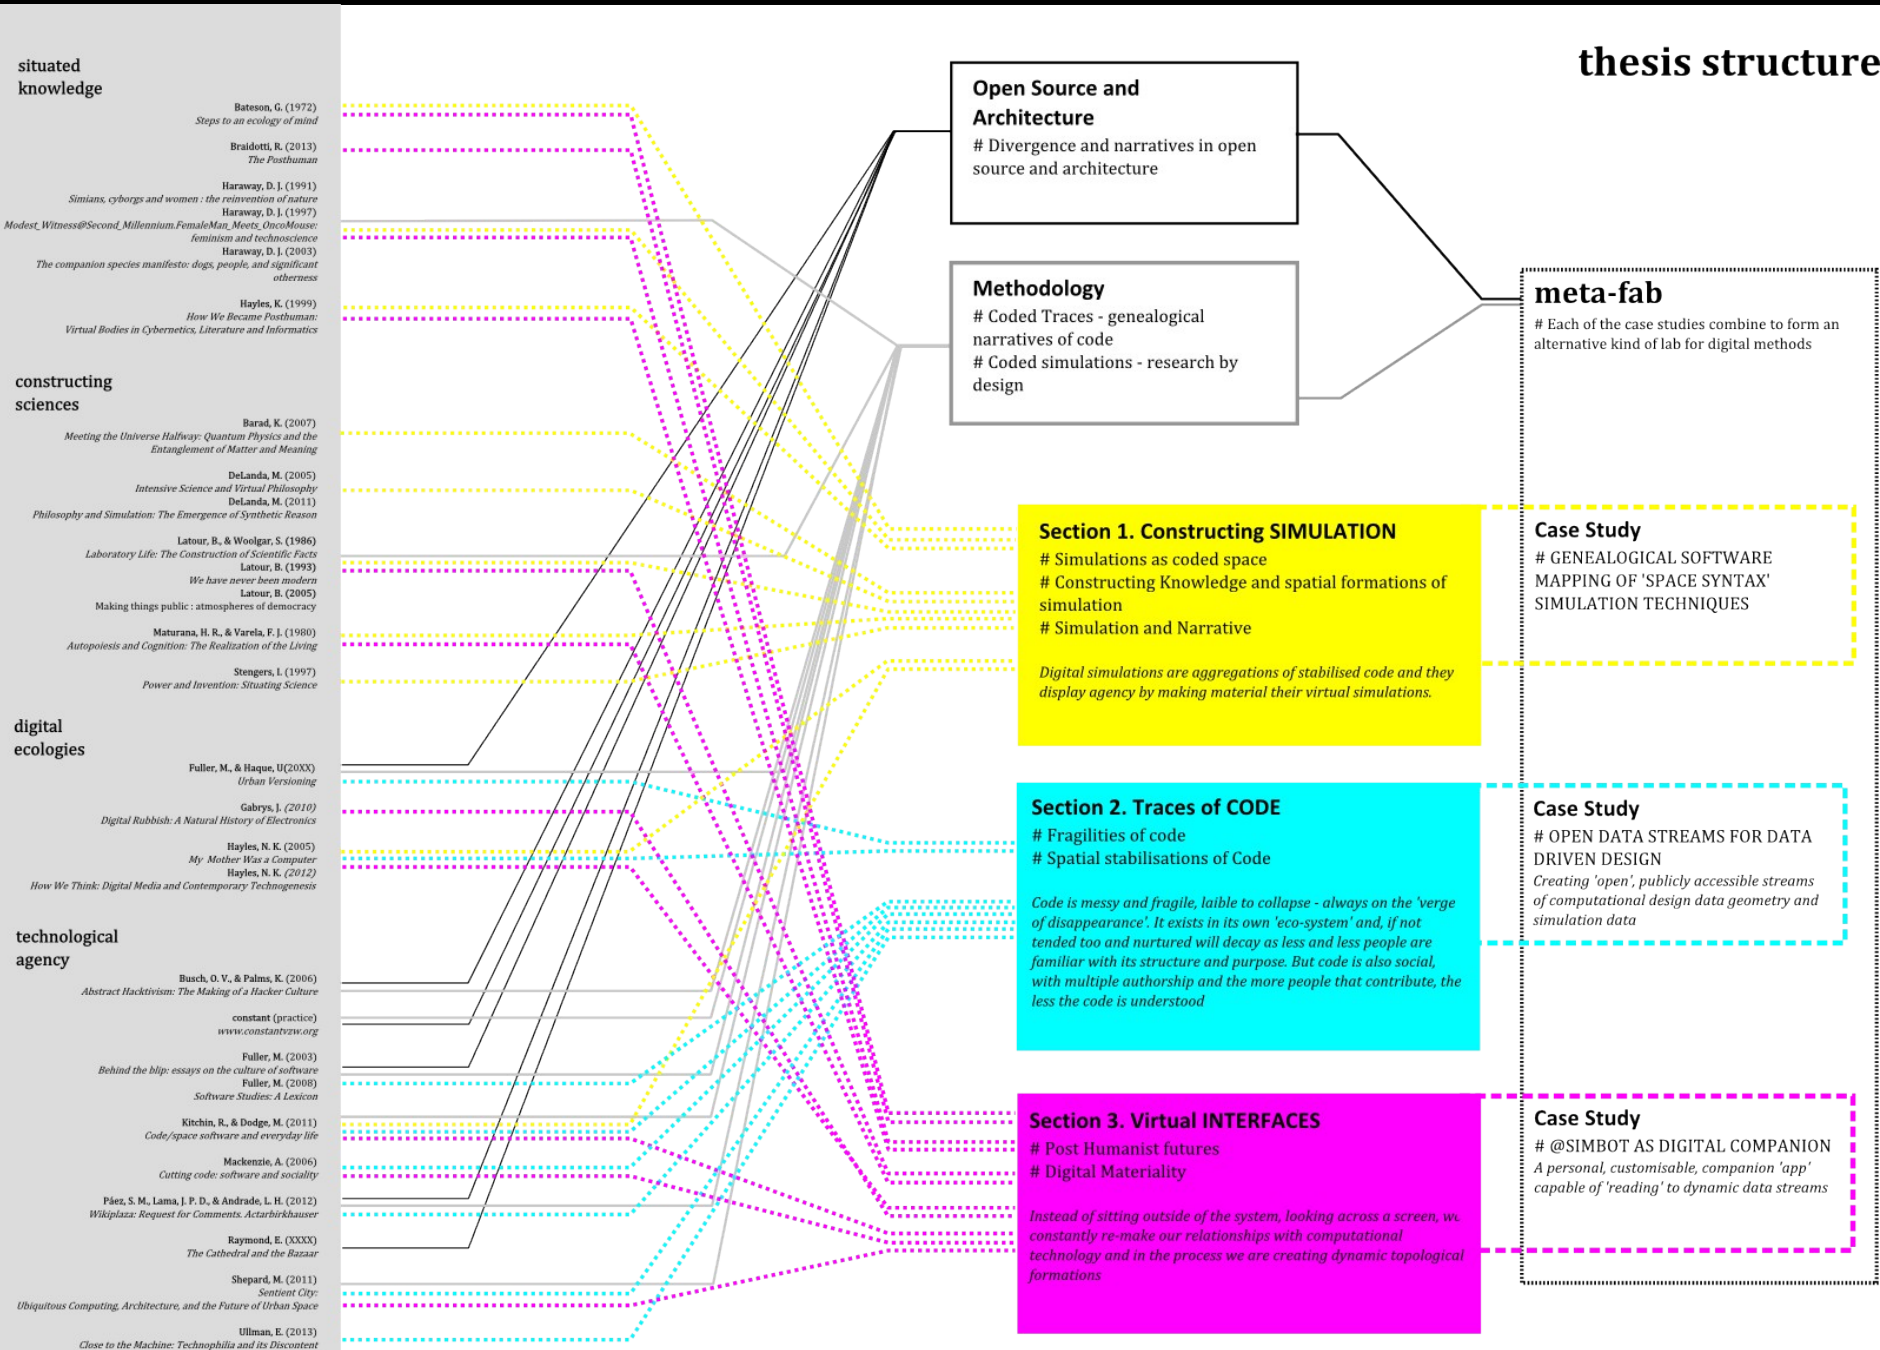 thesis structure
situated
knowledge
Bateson, G. (1972)
Steps to an ecology of mind
Braidotti, R. (2013)
The Posthuman
Haraway, D. J. (1991)
Simians, cyborgs and women : the reinvention of nature
Haraway, D. J. (1997)
Modest_Witness@Second_Millennium.FemaleMan_Meets_OncoMouse:
feminism and technoscience
Haraway, D. J. (2003)
The companion species manifesto: dogs, people, and significant
otherness
Hayles, K. (1999)
How We Became Posthuman:
Virtual Bodies in Cybernetics, Literature and Informatics
constructing
sciences
Barad, K. (2007)
Meeting the Universe Halfway: Quantum Physics and the
Entanglement of Matter and Meaning
DeLanda, M. (2005)
Intensive Science and Virtual Philosophy
DeLanda, M. (2011)
Philosophy and Simulation: The Emergence of Synthetic Reason
Latour, B., & Woolgar, S. (1986)
Laboratory Life: The Construction of Scientific Facts
Latour, B. (1993)
We have never been modern
Latour, B. (2005)
Making things public : atmospheres of democracy
Maturana, H. R., & Varela, F. J. (1980)
Autopoiesis and Cognition: The Realization of the Living
Stengers, I. (1997)
Power and Invention: Situating Science
digital
ecologies
Fuller, M., & Haque, U(20XX)
Urban Versioning
Gabrys, J. (2010)
Digital Rubbish: A Natural History of Electronics
Hayles, N. K. (2005)
My Mother Was a Computer
Hayles, N. K. (2012)
How We Think: Digital Media and Contemporary Technogenesis
technological
agency
Busch, O. V., & Palms, K. (2006)
Abstract Hacktivism: The Making of a Hacker Culture
constant (practice)
www.constantvzw.org
Fuller, M. (2003)
Behind the blip: essays on the culture of software
Fuller, M. (2008)
Software Studies: A Lexicon
Kitchin, R., & Dodge, M. (2011)
Code/space software and everyday life
Mackenzie, A. (2006)
Cutting code: software and sociality
Páez, S. M., Lama, J. P. D., & Andrade, L. H. (2012)
Wikiplaza: Request for Comments. Actarbirkhauser
Raymond, E. (XXXX)
The Cathedral and the Bazaar
Shepard, M. (2011)
Sentient City:
Ubiquitous Computing, Architecture, and the Future of Urban Space
Ullman, E. (2013)
Close to the Machine: Technophilia and its Discontent
Open Source and
Architecture
# Divergence and narratives in open
source and architecture
Methodology
# Coded Traces - genealogical
narratives of code
# Coded simulations - research by
design
meta-fab
# Each of the case studies combine to form an
alternative kind of lab for digital methods
Section 1. Constructing SIMULATION
# Simulations as coded space
# Constructing Knowledge and spatial formations of
simulation
# Simulation and Narrative
Digital simulations are aggregations of stabilised code and they
display agency by making material their virtual simulations.
Case Study
# GENEALOGICAL SOFTWARE
MAPPING OF 'SPACE SYNTAX'
SIMULATION TECHNIQUES
Section 2. Traces of CODE
# Fragilities of code
# Spatial stabilisations of Code
Code is messy and fragile, laible to collapse - always on the 'verge
of disappearance'. It exists in its own 'eco-system' and, if not
tended too and nurtured will decay as less and less people are
familiar with its structure and purpose. But code is also social,
with multiple authorship and the more people that contribute, the
less the code is understood
Case Study
# OPEN DATA STREAMS FOR DATA
DRIVEN DESIGN
Creating 'open', publicly accessible streams
of computational design data geometry and
simulation data
Section 3. Virtual INTERFACES
# Post Humanist futures
# Digital Materiality
Instead of sitting outside of the system, looking across a screen, we
constantly re-make our relationships with computational
technology and in the process we are creating dynamic topological
formations
Case Study
# @SIMBOT AS DIGITAL COMPANION
A personal, customisable, companion 'app'
capable of 'reading' to dynamic data streams